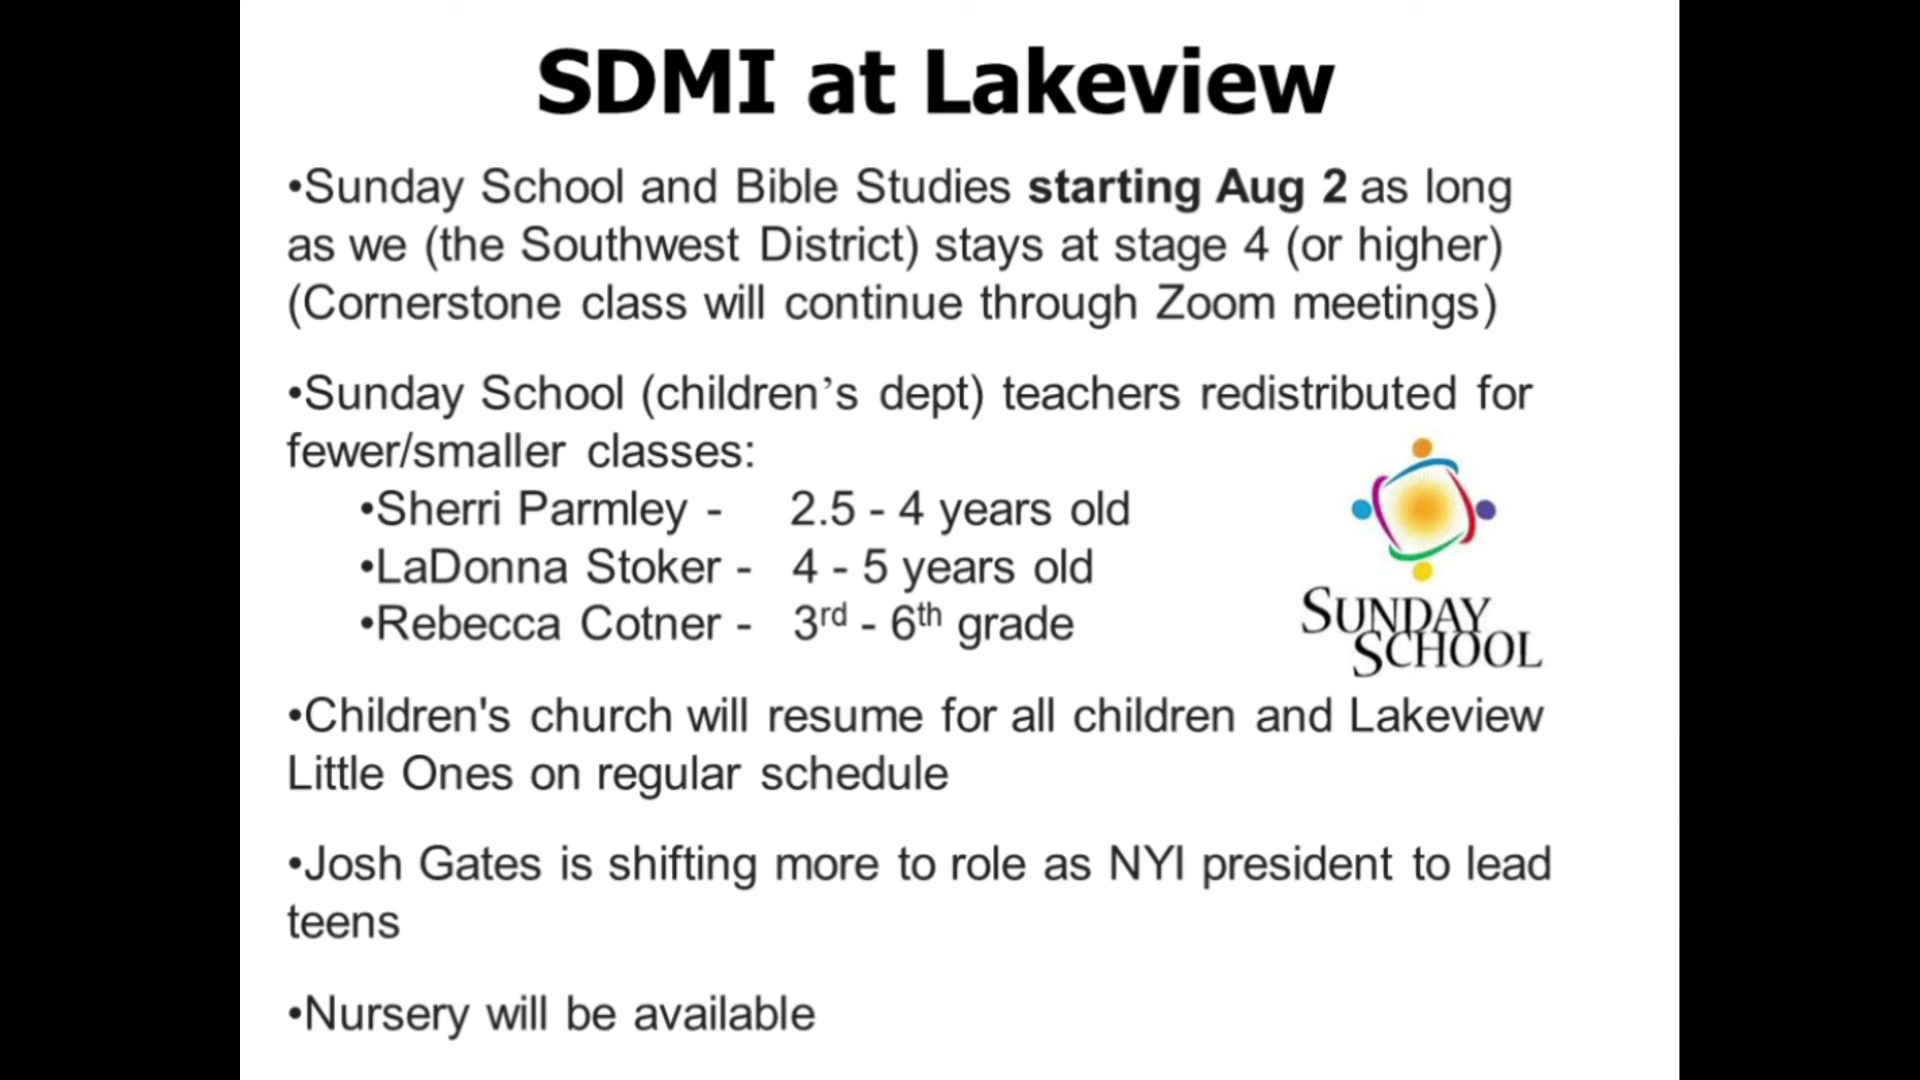 SDMI at Lakeview
•Sunday School and Bible Studies starting Aug 2 as long
as we (the Southwest District) stays at stage 4 (or higher)
(Cornerstone class will continue through Zoom meetings)
•Sunday School (children’s dept) teachers redistributed for
fewer/smaller classes:
•Sherri Parmley - 2.5 - 4 years old
•LaDonna Stoker - 4 - 5 years old
•Rebecca Cotner - 3rd - 6th grade
SUNDAY
SCHOOL
•Children's church will resume for all children and Lakeview
Little Ones on regular schedule
•Josh Gates is shifting more to role as NYI president to lead
teens
•Nursery will be available